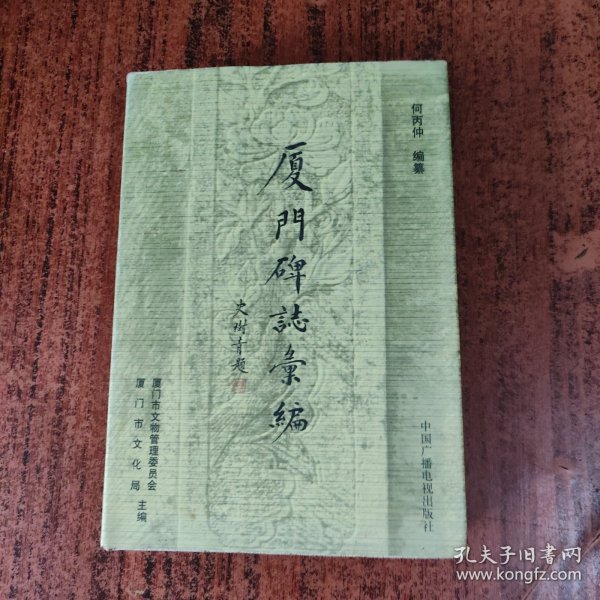 何丙仲 编纂
厦門碑誌彙編
史树青题
厦门市文物管理委员会
厦门市文化局
主编
中国广播电视出版社
孔夫子旧书网
www.kongfz.com